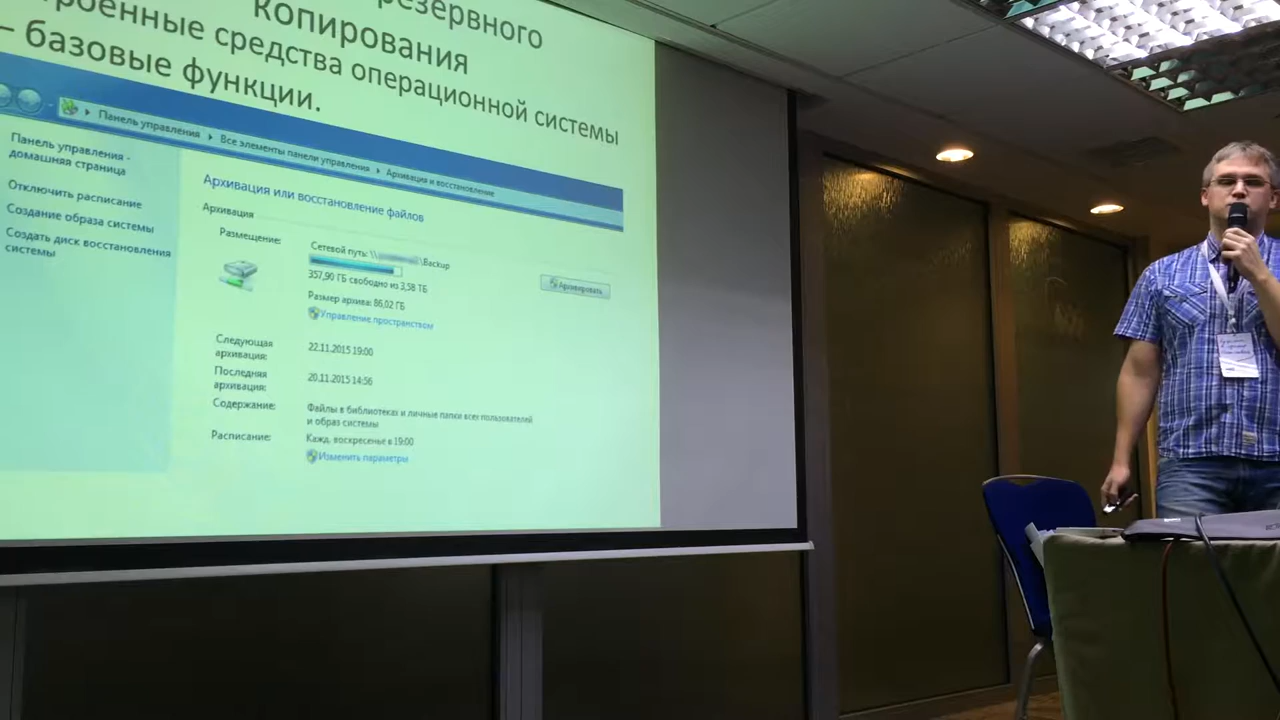 резервного
копирования
строенные средства операционной системы
– базовые функции.
Панель управления ▸ Все элементы панели управления ▸ Архивация и восстановление
Панель управления -
домашняя страница
Отключить расписание
Создание образа системы
Создать диск восстановления
системы
Архивация или восстановление файлов
Архивация
Размещение:
Сетевой путь: \\ \Backup
357,90 ГБ свободно из 3,58 ТБ
Размер архива: 86,02 ГБ
Управление пространством
Архивировать
Следующая
архивация:
22.11.2015 19:00
Последняя
архивация:
20.11.2015 14:56
Содержание:
Файлы в библиотеках и личные папки всех пользователей
и образ системы
Расписание:
Кажд. воскресенье в 19:00
Изменить параметры